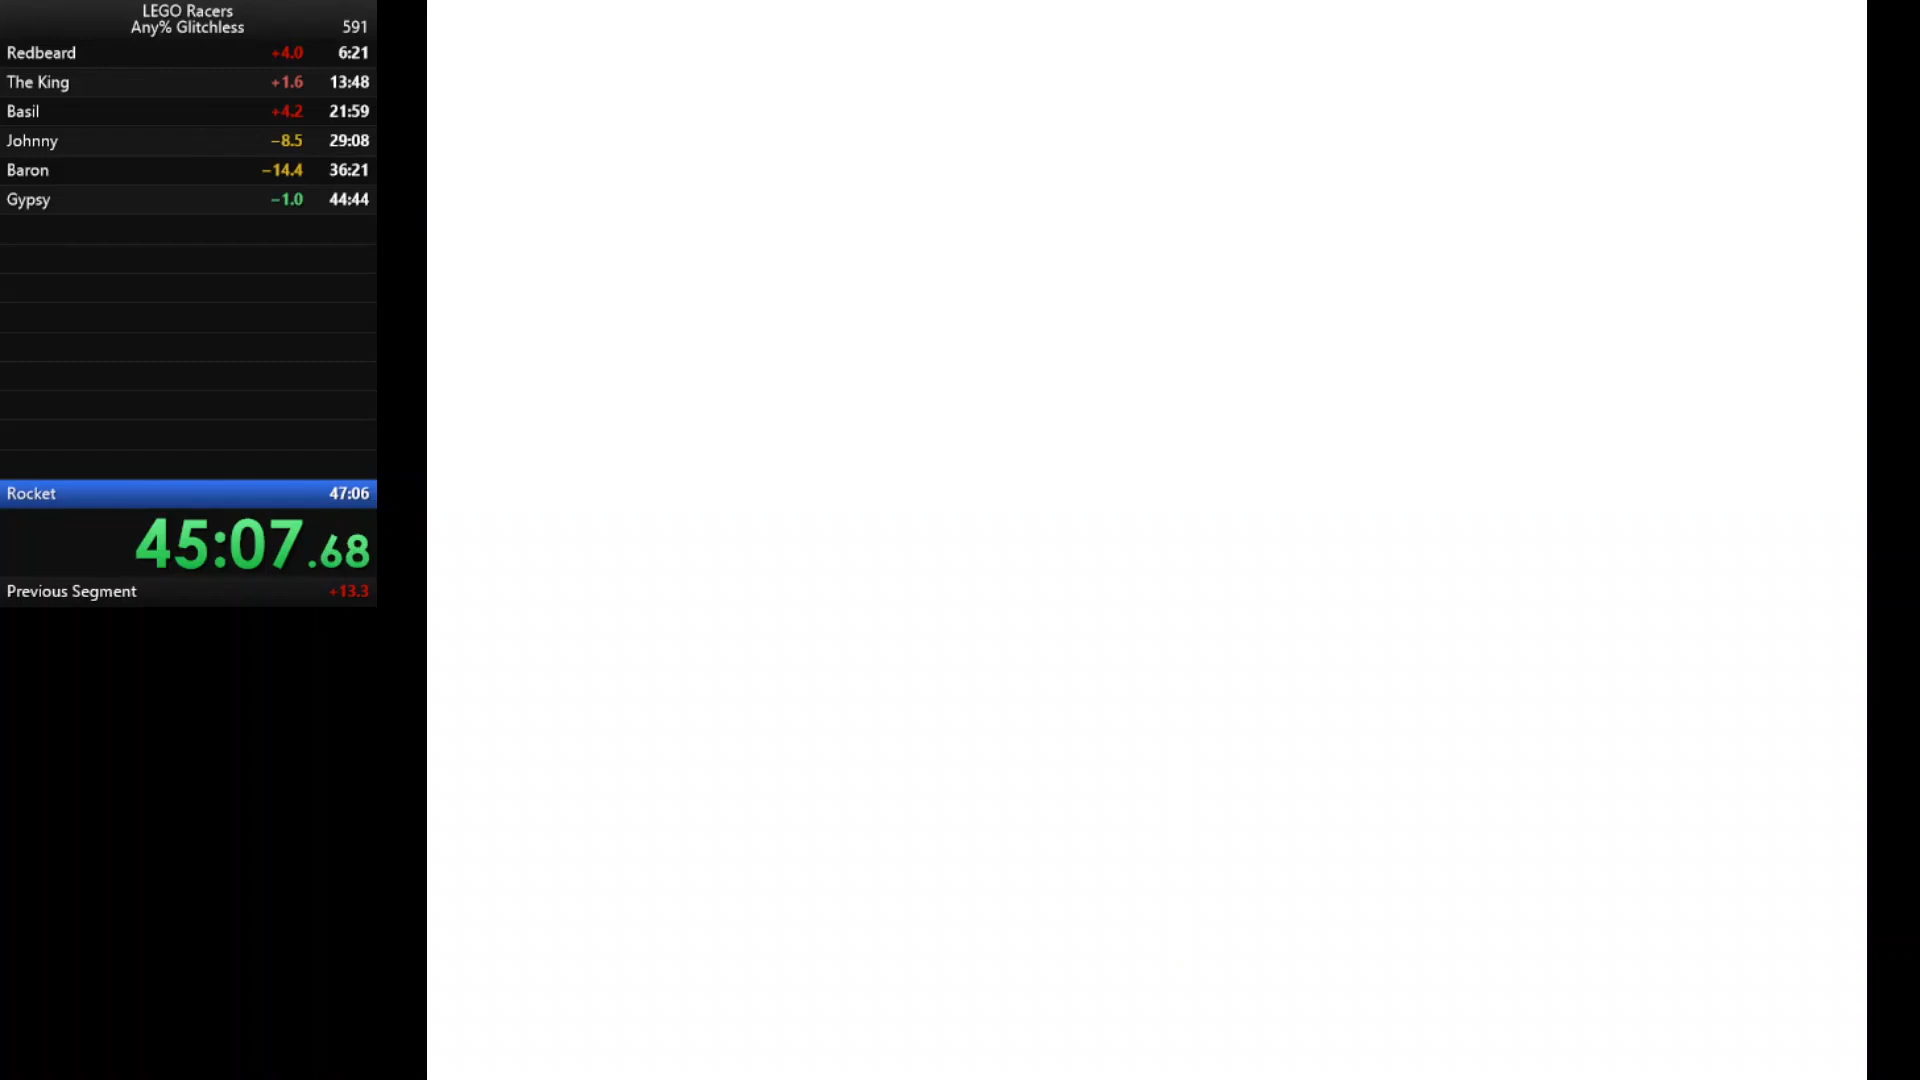 LEGO Racers
Any% Glitchless 591
Redbeard +4.0 6:21
The King +1.6 13:48
Basil +4.2 21:59
Johnny −8.5 29:08
Baron −14.4 36:21
Gypsy −1.0 44:44
Rocket 47:06
45:07.68
Previous Segment +13.3